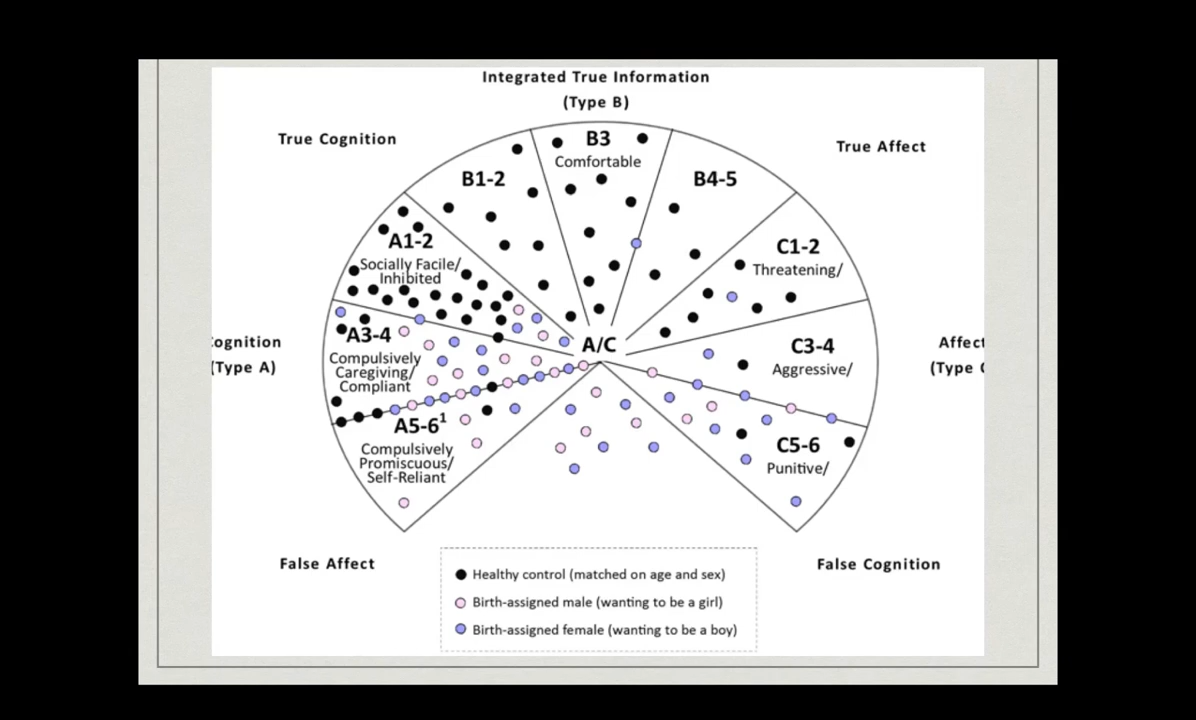 Integrated True Information
(Type B)
True Cognition
True Affect
B3
Comfortable
B1-2
B4-5
A1-2
Socially Facile/
Inhibited
C1-2
Threatening/
A/C
ognition
(Type A)
A3-4
Compulsively
Caregiving/
Compliant
C3-4
Aggressive/
Affect
(Type
A5-6¹
Compulsively
Promiscuous/
Self-Reliant
C5-6
Punitive/
False Affect
False Cognition
Healthy control (matched on age and sex)
Birth-assigned male (wanting to be a girl)
Birth-assigned female (wanting to be a boy)